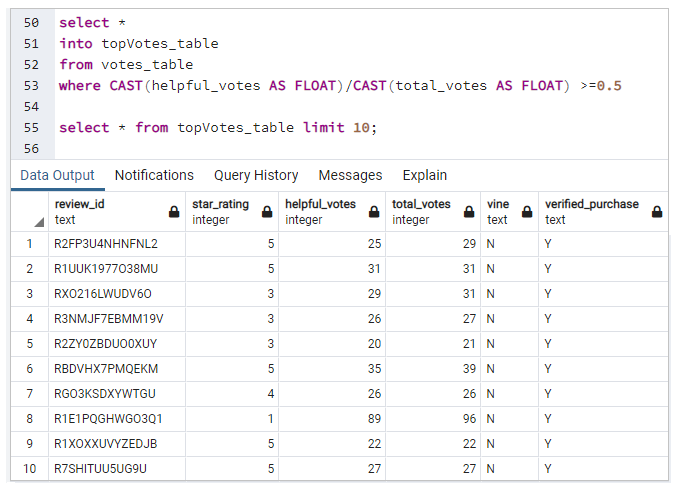 50 select *
51 into topVotes_table
52 from votes_table
53 where CAST(helpful_votes AS FLOAT)/CAST(total_votes AS FLOAT) >=0.5
54
55 select * from topVotes_table limit 10;
56
Data Output Notifications Query History Messages Explain
review_id star_rating helpful_votes total_votes vine verified_purchase
text integer integer integer text text
1 R2FP3U4NHNFNL2 5 25 29 N Y
2 R1UUK1977O38MU 5 31 31 N Y
3 RXO216LWUDV6O 3 29 31 N Y
4 R3NMJF7EBMM19V 3 26 27 N Y
5 R2ZY0ZBDUO0XUY 3 20 21 N Y
6 RBDVHX7PMQEKM 5 35 39 N Y
7 RGO3KSDXYWTGU 4 26 26 N Y
8 R1E1PQGHWGO3Q1 1 89 96 N Y
9 R1XOXXUVYZEDJB 5 22 22 N Y
10 R7SHITUU5UG9U 5 27 27 N Y